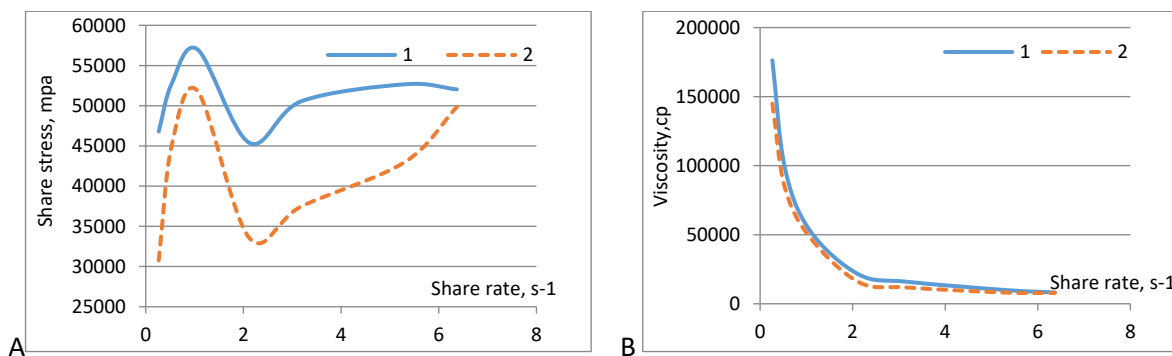 60000
55000
50000
45000
40000
35000
30000
25000
Share stress, mpa
1 2
Share rate, s-1
0 2 4 6 8
A
200000
150000
100000
50000
0
Viscosity,cp
1 2
Share rate, s-1
0 2 4 6 8
B